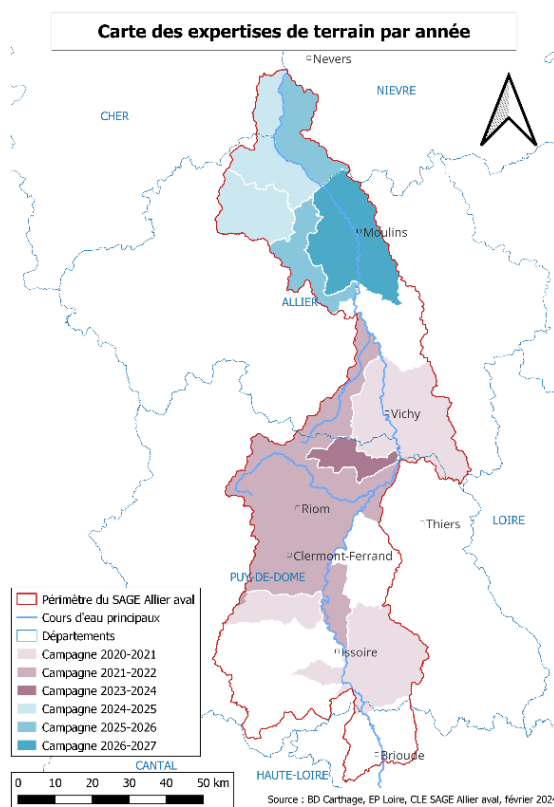 Carte des expertises de terrain par année
Nevers
NIEVRE
CHER
Moulins
ALLIER
Vichy
Riom
Thiers
LOIRE
Clermont-Ferrand
PUY-DE-DOME
Périmètre du SAGE Allier aval
Cours d'eau principaux
Départements
Campagne 2020-2021
Campagne 2021-2022
Campagne 2023-2024
Campagne 2024-2025
Campagne 2025-2026
Campagne 2026-2027
Issoire
Brioude
CANTAL
HAUTE-LOIRE
0 10 20 30 40 50 km
Source : BD Carthage, EP Loire, CLE SAGE Allier aval, février 202